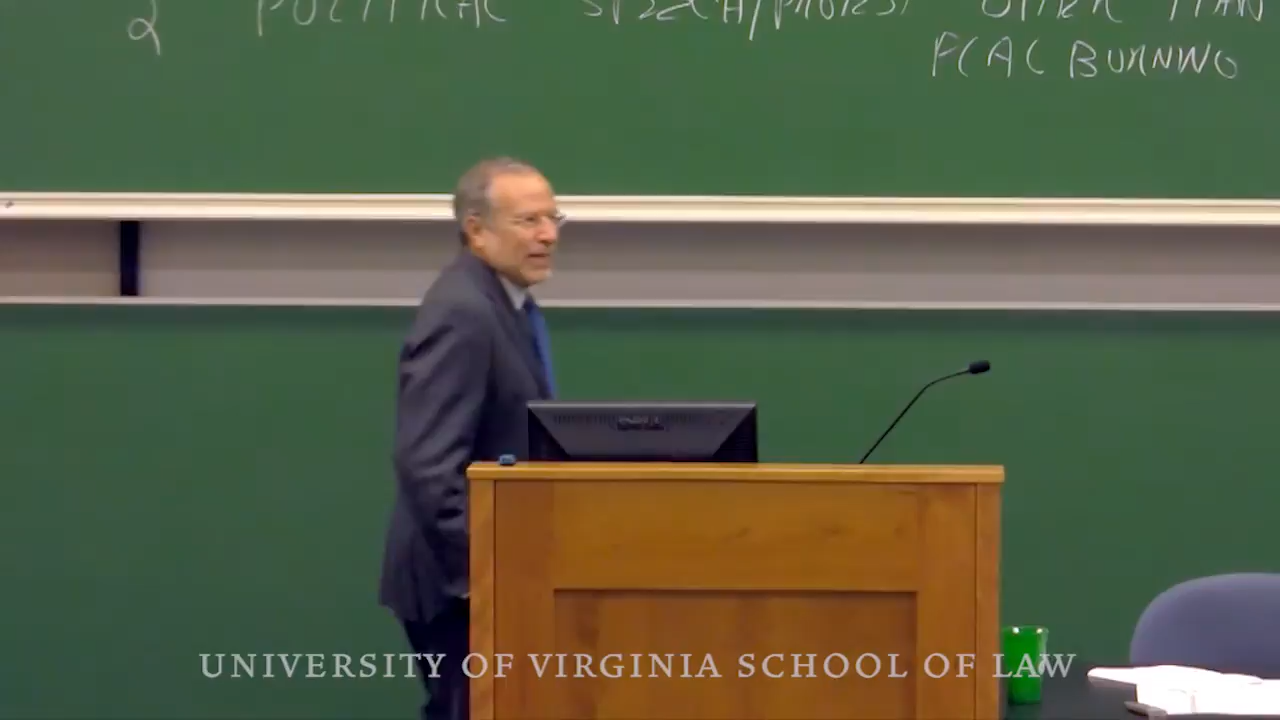 2 POLITICAL SPEECH/PROTEST OTHER THAN
FLAG BURNING
UNIVERSITY OF VIRGINIA SCHOOL OF LAW